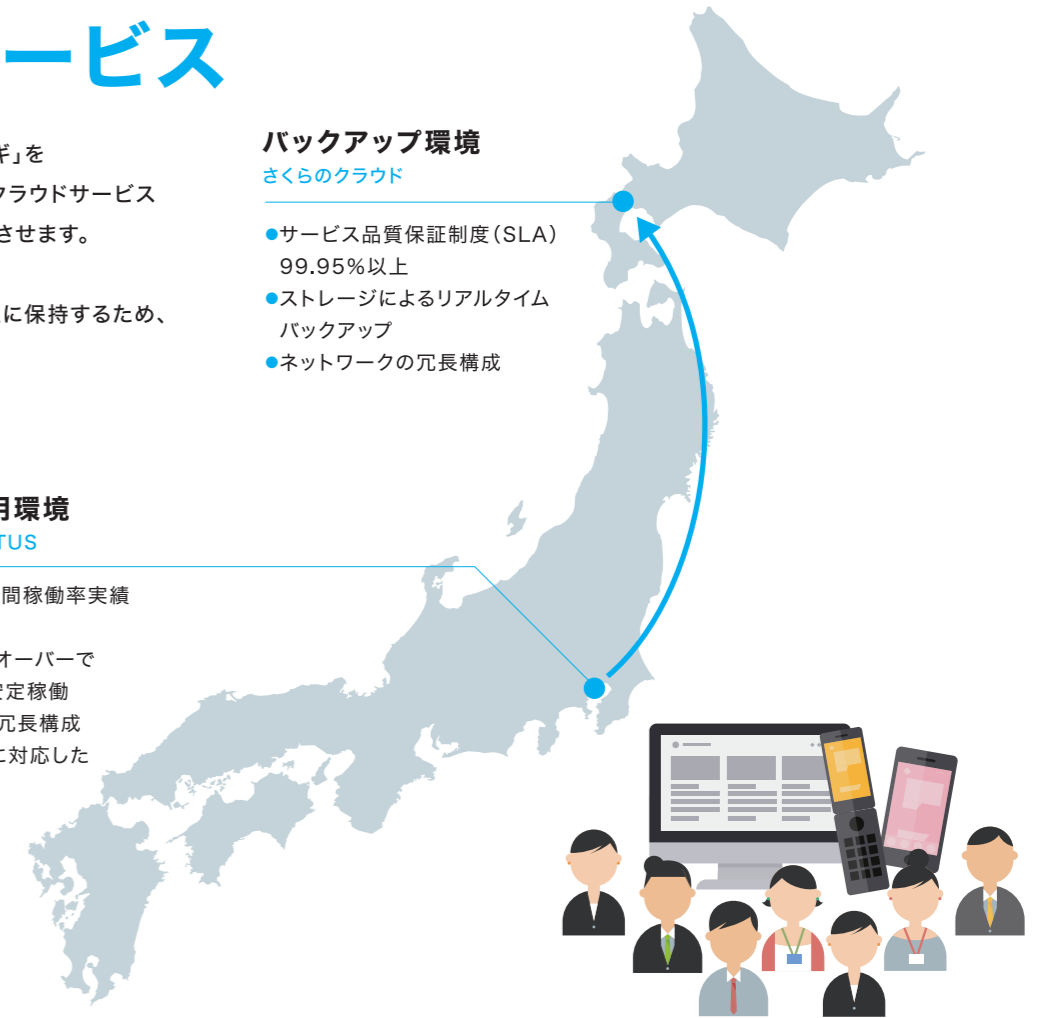 ービス
ギ」を
クラウドサービス
させます。
に保持するため、
バックアップ環境
さくらのクラウド
●サービス品質保証制度（SLA）
99.95%以上
●ストレージによるリアルタイム
バックアップ
●ネットワークの冗長構成
用環境
TUS
間稼働率実績
オーバーで
安定稼働
冗長構成
に対応した